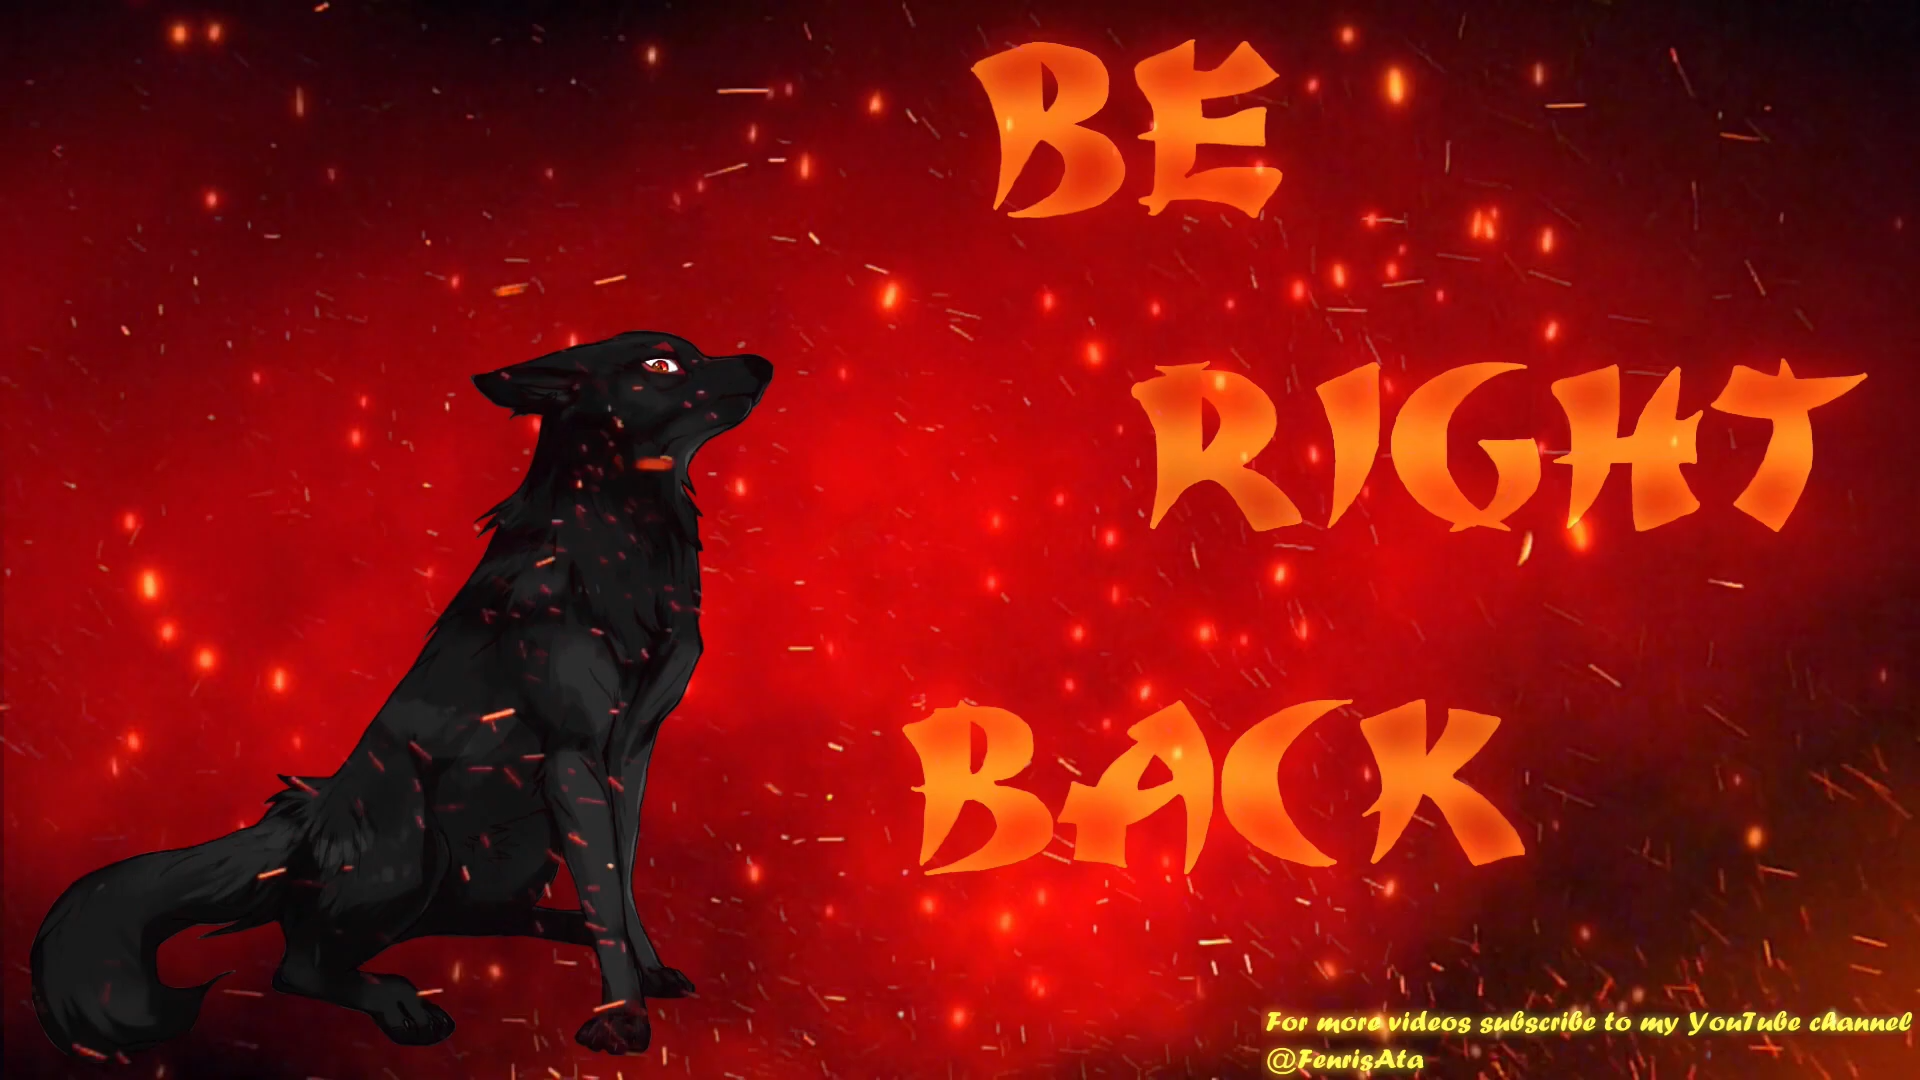 BE
RIGHT
BACK
For more videos subscribe to my YouTube channel
@FenrisAta